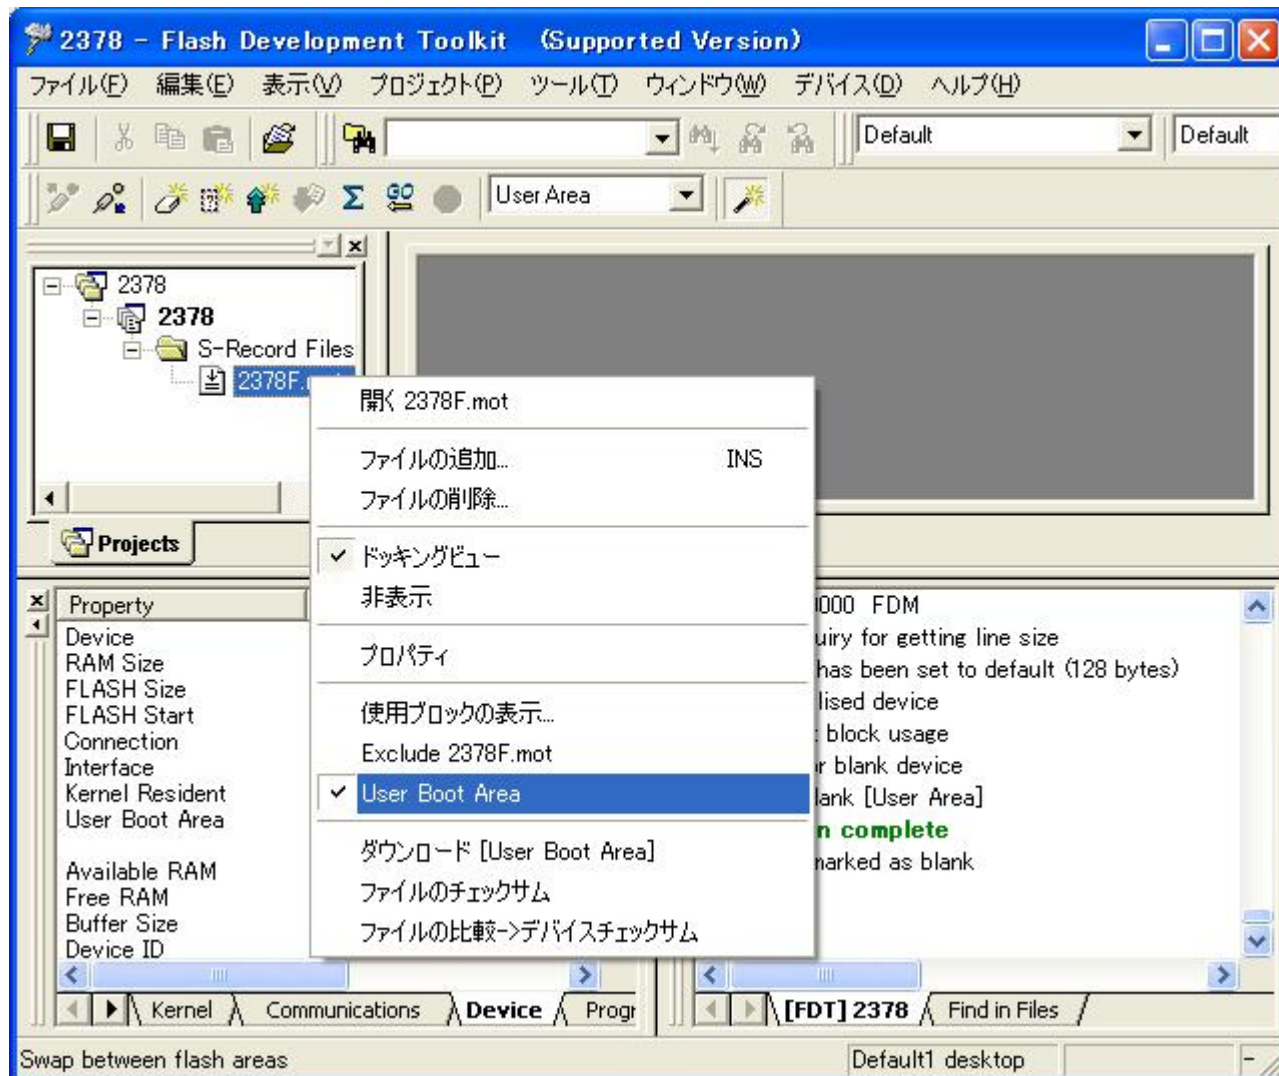 2378 - Flash Development Toolkit (Supported Version)
ファイル(F) 編集(E) 表示(V) プロジェクト(P) ツール(T) ウィンドウ(W) デバイス(D) ヘルプ(H)
Default Default
GO User Area
2378
2378
S-Record Files
2378F.
開く 2378F.mot
ファイルの追加... INS
ファイルの削除...
ドッキングビュー
非表示
プロパティ
使用ブロックの表示...
Exclude 2378F.mot
User Boot Area
ダウンロード [User Boot Area]
ファイルのチェックサム
ファイルの比較->デバイスチェックサム
Projects
Property
Device
RAM Size
FLASH Size
FLASH Start
Connection
Interface
Kernel Resident
User Boot Area
Available RAM
Free RAM
Buffer Size
Device ID
Kernel Communications Device Progr
000 FDM
uiry for getting line size
has been set to default (128 bytes)
lised device
block usage
r blank device
lank [User Area]
n complete
marked as blank
[FDT] 2378 Find in Files
Swap between flash areas Default1 desktop